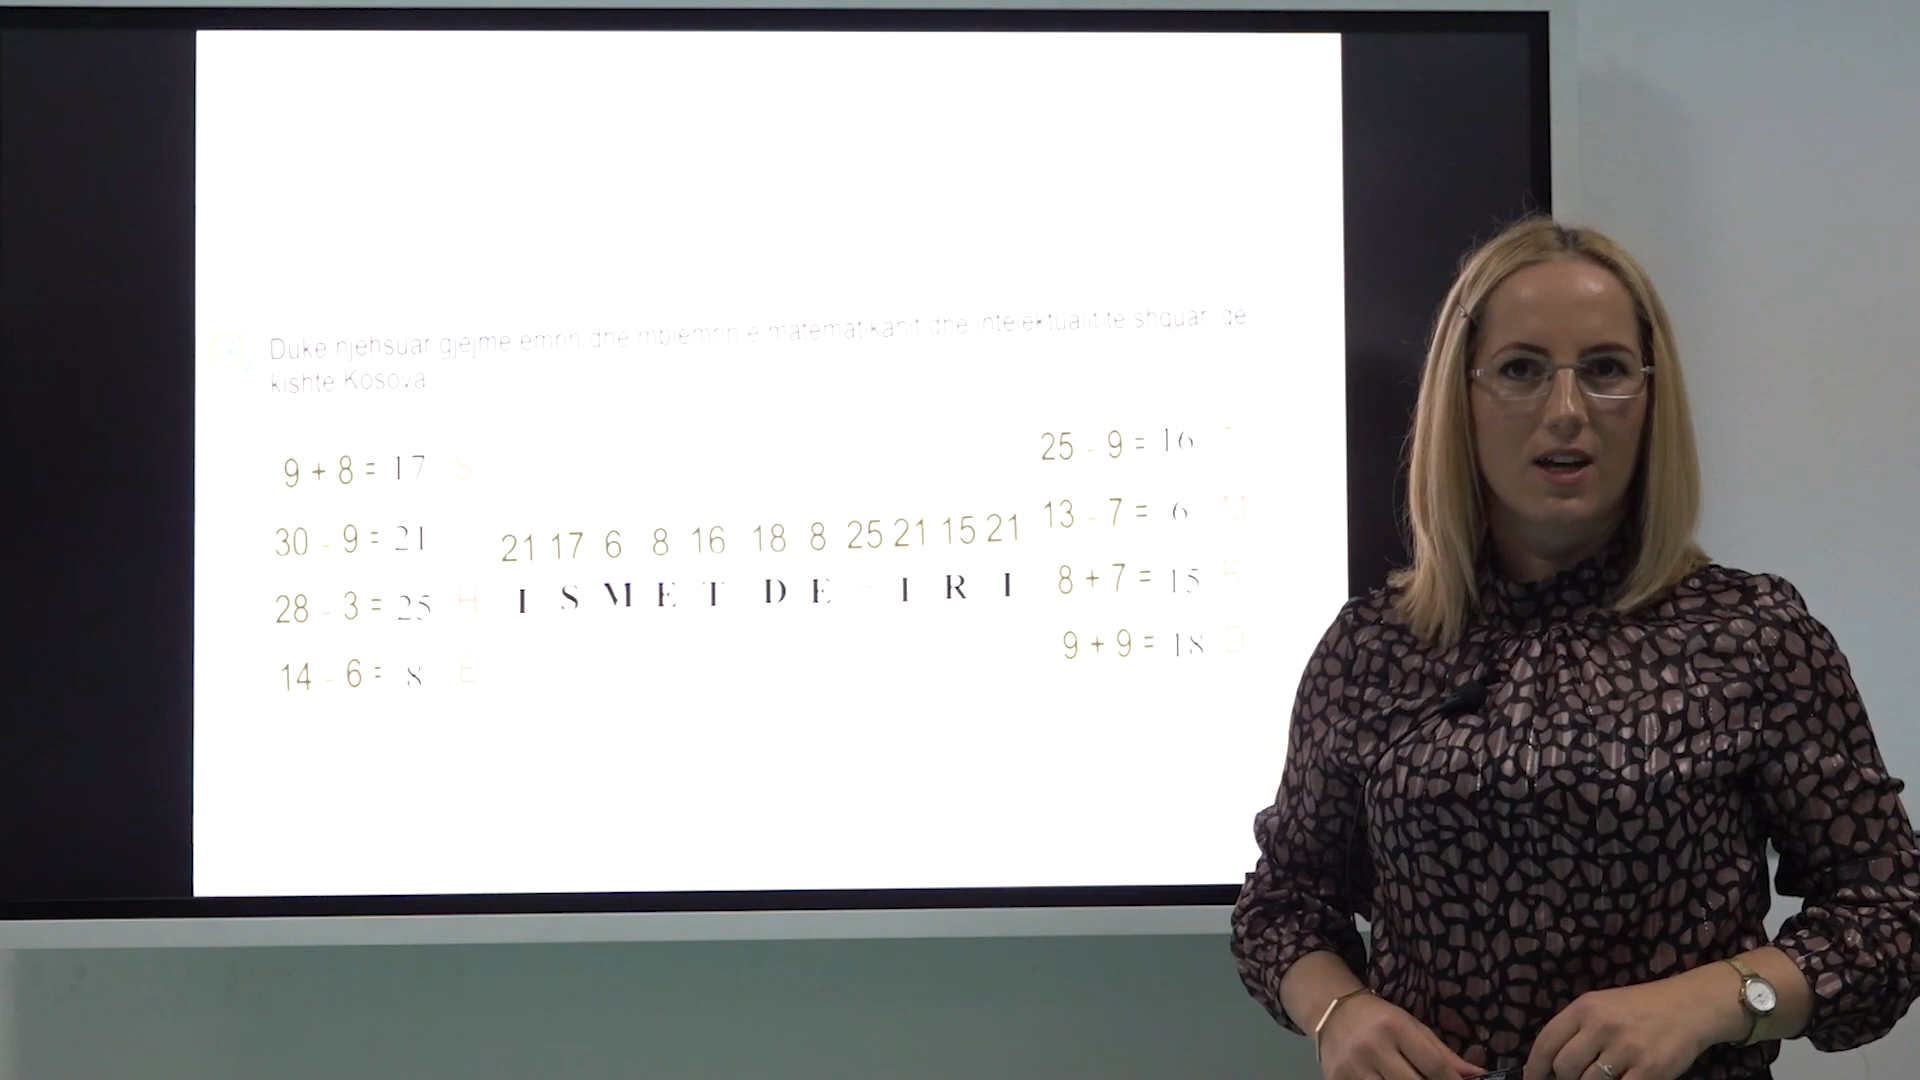 Duke njehsuar gjejmë emrin dhe mbiemrin e matematikanit dhe intelektualit të shquar që
kishte Kosova
9 + 8 = 17 S
30 - 9 = 21
28 - 3 = 25 H
14 - 6 = 8 E
21 17 6 8 16 18 8 25 21 15 21
I S M E T D E I R I
25 - 9 = 16
13 - 7 = 6 M
8 + 7 = 15 R
9 + 9 = 18 D